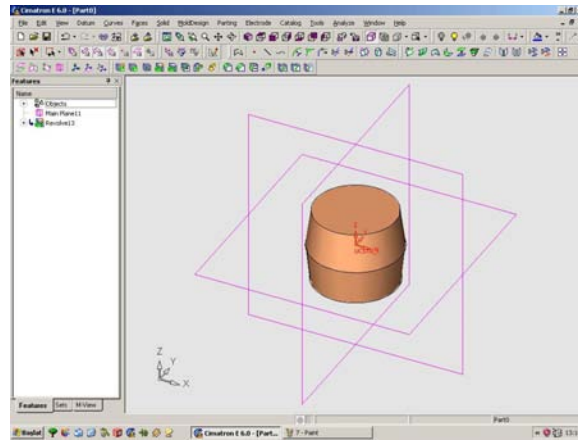 Cimatron E 6.0 - [Part0]
File Edit View Datum Curves Faces Solid MoldDesign Parting Electrode Catalog Tools Analysis Window Help
Features
Name
Objects
Main Plane11
Revolve13
Z
Y
X
Features Sets M-View
Part0
Başlat Cimatron E 6.0 - [Part... 7 - Paint